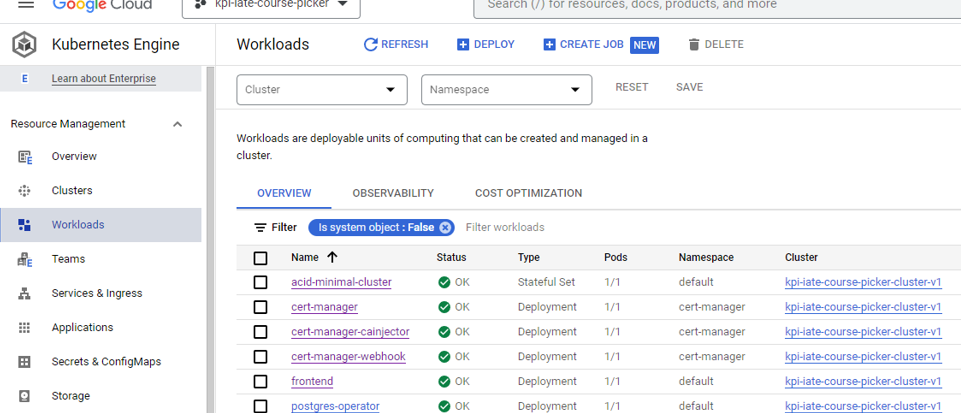 Google Cloud
kpi-iate-course-picker
Search (/) for resources, docs, products, and more
Kubernetes Engine
Workloads
REFRESH
DEPLOY
CREATE JOB
NEW
DELETE
E
Learn about Enterprise
Cluster
Namespace
RESET
SAVE
Resource Management
Workloads are deployable units of computing that can be created and managed in a
cluster.
E
Overview
Clusters
Workloads
E
Teams
Services & Ingress
Applications
Secrets & ConfigMaps
Storage
OVERVIEW
OBSERVABILITY
COST OPTIMIZATION
Filter
Is system object : False
Filter workloads
Name Status Type Pods Namespace Cluster
acid-minimal-cluster OK Stateful Set 1/1 default kpi-iate-course-picker-cluster-v1
cert-manager OK Deployment 1/1 cert-manager kpi-iate-course-picker-cluster-v1
cert-manager-cainjector OK Deployment 1/1 cert-manager kpi-iate-course-picker-cluster-v1
cert-manager-webhook OK Deployment 1/1 cert-manager kpi-iate-course-picker-cluster-v1
frontend OK Deployment 1/1 default kpi-iate-course-picker-cluster-v1
postgres-operator OK Deployment 1/1 default kpi-iate-course-picker-cluster-v1